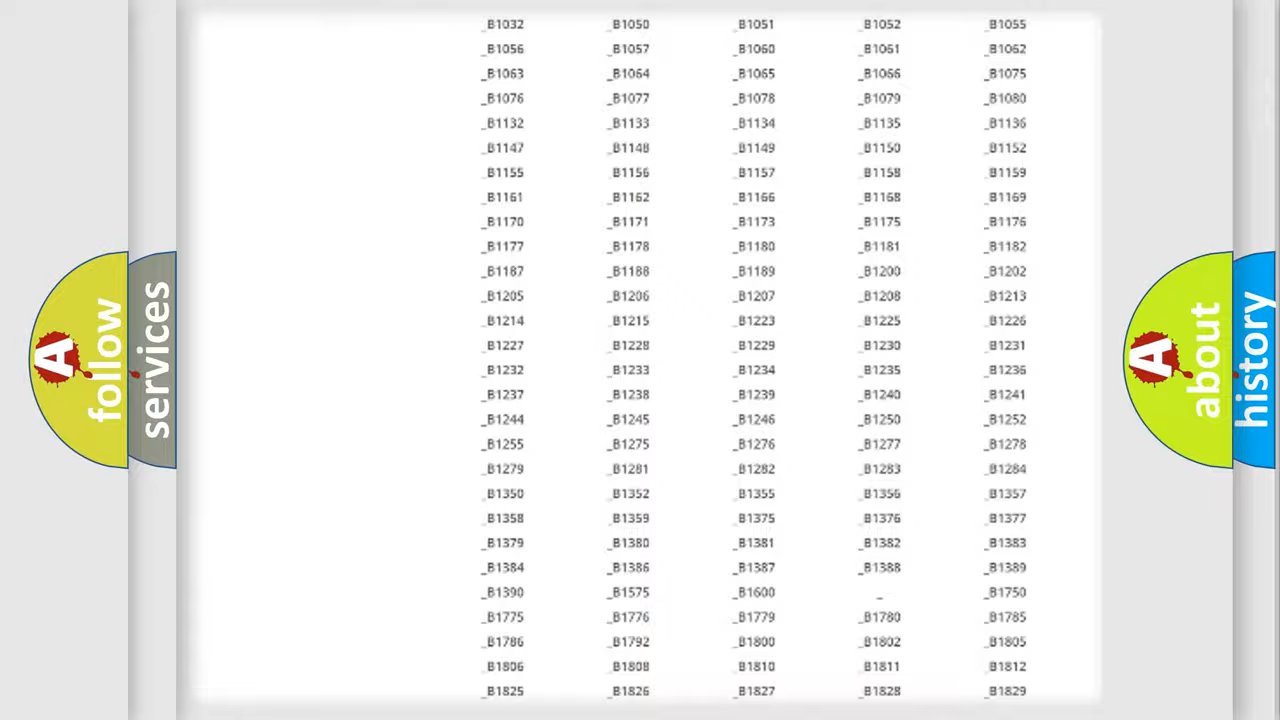 _B1032 _B1050 _B1051 _B1052 _B1055
_B1056 _B1057 _B1060 _B1061 _B1062
_B1063 _B1064 _B1065 _B1066 _B1075
_B1076 _B1077 _B1078 _B1079 _B1080
_B1132 _B1133 _B1134 _B1135 _B1136
_B1147 _B1148 _B1149 _B1150 _B1152
_B1155 _B1156 _B1157 _B1158 _B1159
_B1161 _B1162 _B1166 _B1168 _B1169
_B1170 _B1171 _B1173 _B1175 _B1176
_B1177 _B1178 _B1180 _B1181 _B1182
_B1187 _B1188 _B1189 _B1200 _B1202
_B1205 _B1206 _B1207 _B1208 _B1213
_B1214 _B1215 _B1223 _B1225 _B1226
_B1227 _B1228 _B1229 _B1230 _B1231
_B1232 _B1233 _B1234 _B1235 _B1236
_B1237 _B1238 _B1239 _B1240 _B1241
_B1244 _B1245 _B1246 _B1250 _B1252
_B1255 _B1275 _B1276 _B1277 _B1278
_B1279 _B1281 _B1282 _B1283 _B1284
_B1350 _B1352 _B1355 _B1356 _B1357
_B1358 _B1359 _B1375 _B1376 _B1377
_B1379 _B1380 _B1381 _B1382 _B1383
_B1384 _B1386 _B1387 _B1388 _B1389
_B1390 _B1575 _B1600 _ _B1750
_B1775 _B1776 _B1779 _B1780 _B1785
_B1786 _B1792 _B1800 _B1802 _B1805
_B1806 _B1808 _B1810 _B1811 _B1812
_B1825 _B1826 _B1827 _B1828 _B1829
A
follow
services
A
about
history